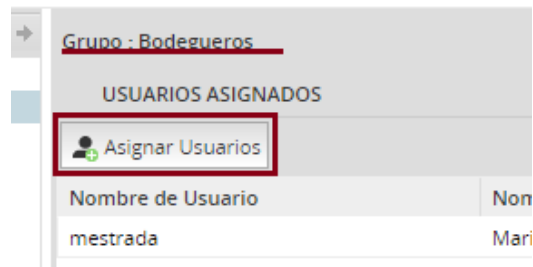 Grupo : Bodegueros
USUARIOS ASIGNADOS
Asignar Usuarios
Nombre de Usuario
mestrada